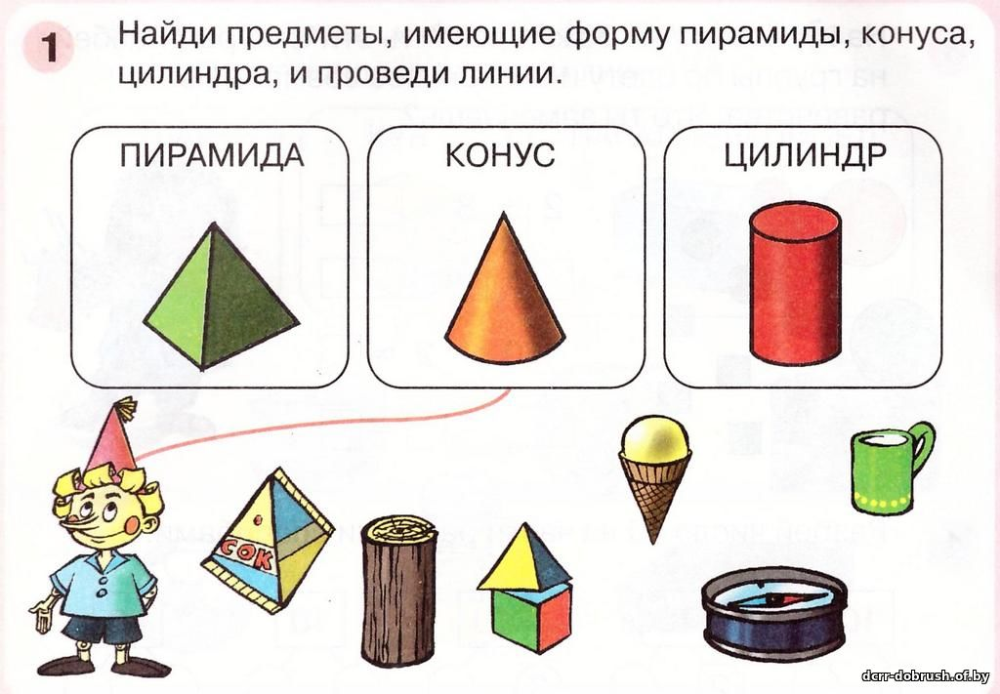 1 Найди предметы, имеющие форму пирамиды, конуса,
цилиндра, и проведи линии.
ПИРАМИДА
КОНУС
ЦИЛИНДР
СОК
dcrr-dobrush.of.by